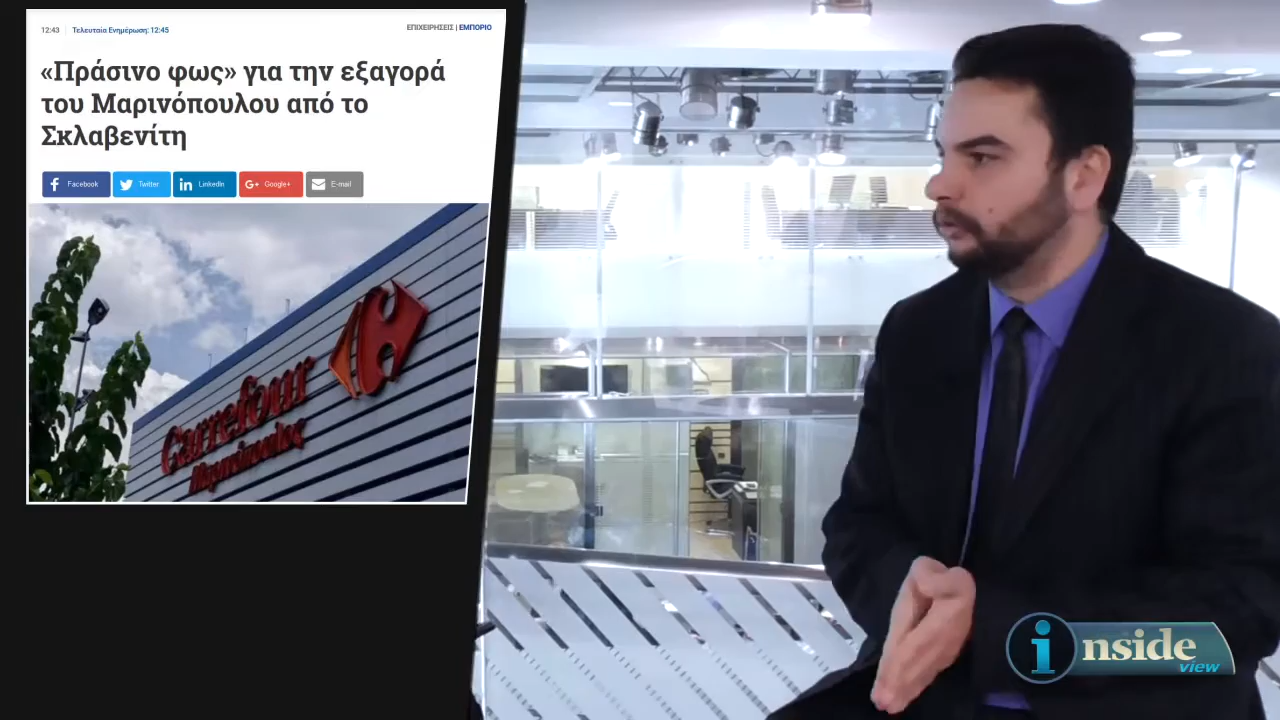 12:43 | Τελευταία Ενημέρωση: 12:45
ΕΠΙΧΕΙΡΗΣΕΙΣ | ΕΜΠΟΡΙΟ
«Πράσινο φως» για την εξαγορά
του Μαρινόπουλου από το
Σκλαβενίτη
Facebook
Twitter
LinkedIn
Google+
E-mail
Carrefour
Μαρινόπουλος
inside
view